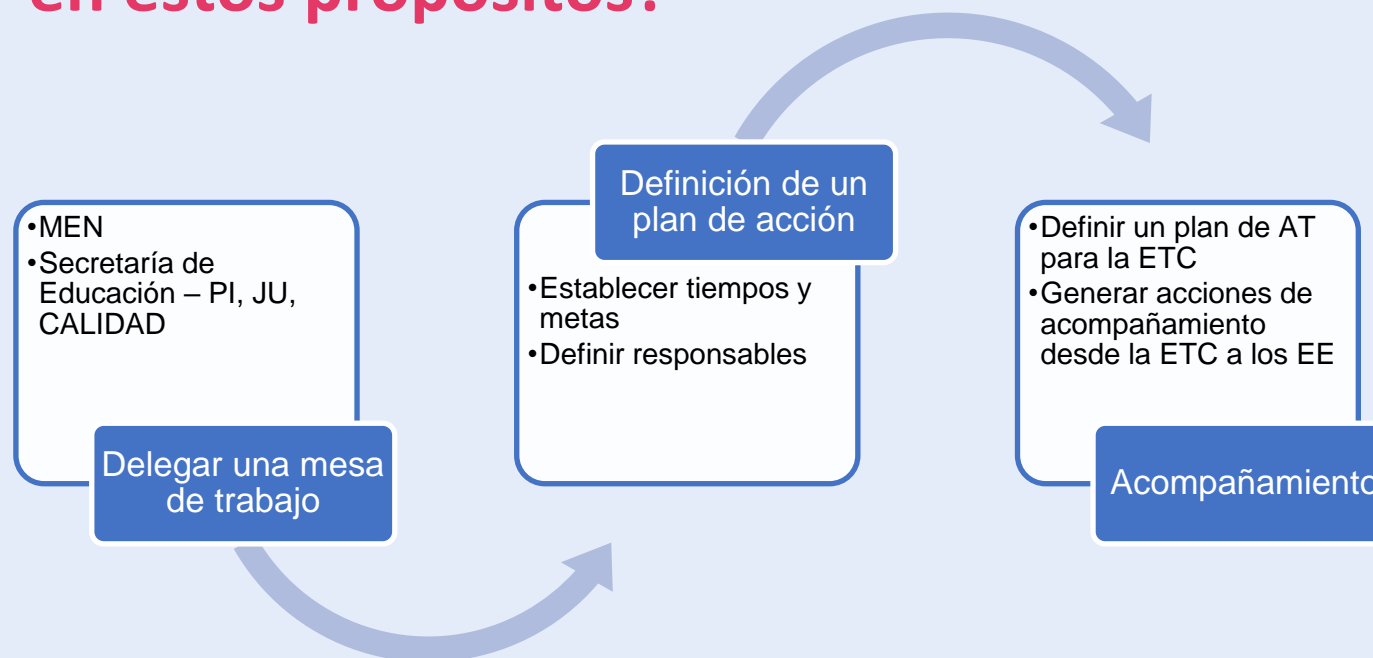 en estos propósitos?
•MEN
•Secretaría de
Educación – PI, JU,
CALIDAD
Delegar una mesa
de trabajo
Definición de un
plan de acción
•Establecer tiempos y
metas
•Definir responsables
•Definir un plan de AT
para la ETC
•Generar acciones de
acompañamiento
desde la ETC a los EE
Acompañamiento